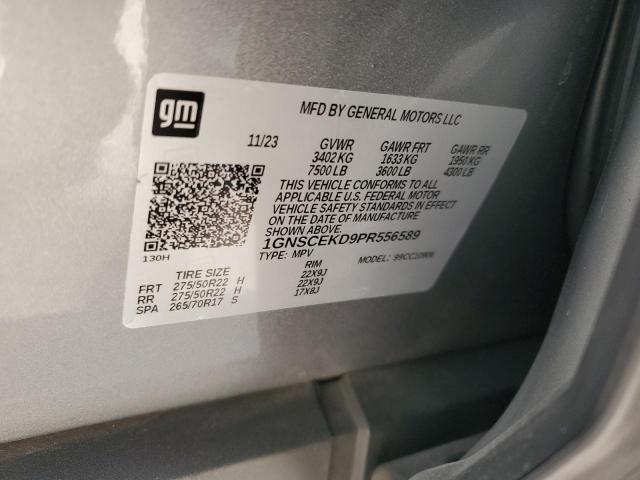 gm
MFD BY GENERAL MOTORS LLC
11/23 GVWR GAWR FRT GAWR RR
3402 KG 1633 KG 1950 KG
7500 LB 3600 LB 4300 LB
THIS VEHICLE CONFORMS TO ALL
APPLICABLE U.S. FEDERAL MOTOR
VEHICLE SAFETY STANDARDS IN EFFECT
ON THE DATE OF MANUFACTURE
SHOWN ABOVE.
1GNSCEKD9PR556589
130H
TYPE: MPV MODEL: 99CC10906
TIRE SIZE RIM
FRT 275/50R22 H 22X9J
RR 275/50R22 H 22X9J
SPA 265/70R17 S 17X8J